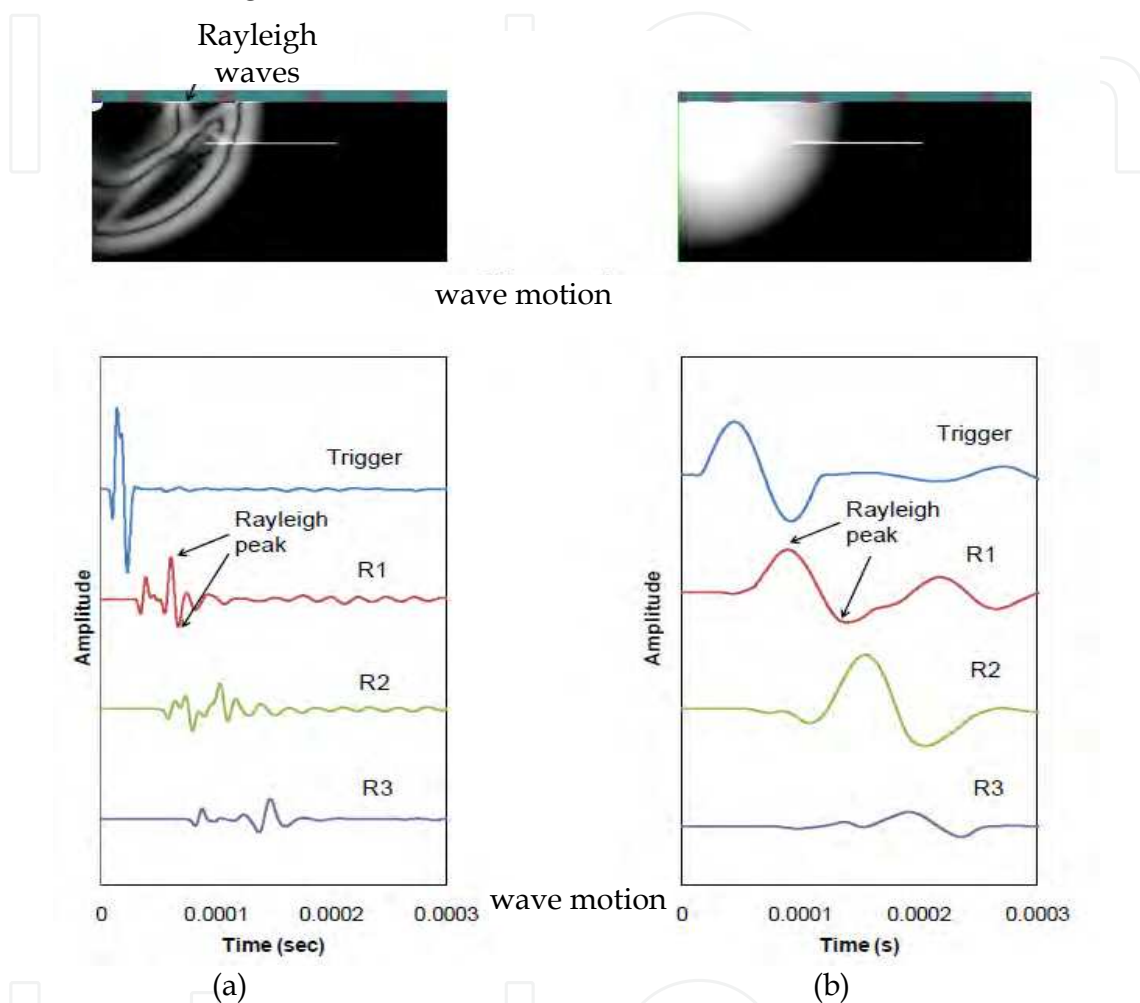 Rayleigh
waves
wave motion
Trigger
Rayleigh
peak
R1
R2
R3
Amplitude
0 0.0001 0.0002 0.0003
Time (sec)
(a)
Trigger
Rayleigh
peak
R1
R2
R3
Amplitude
wave motion
0 0.0001 0.0002 0.0003
Time (s)
(b)